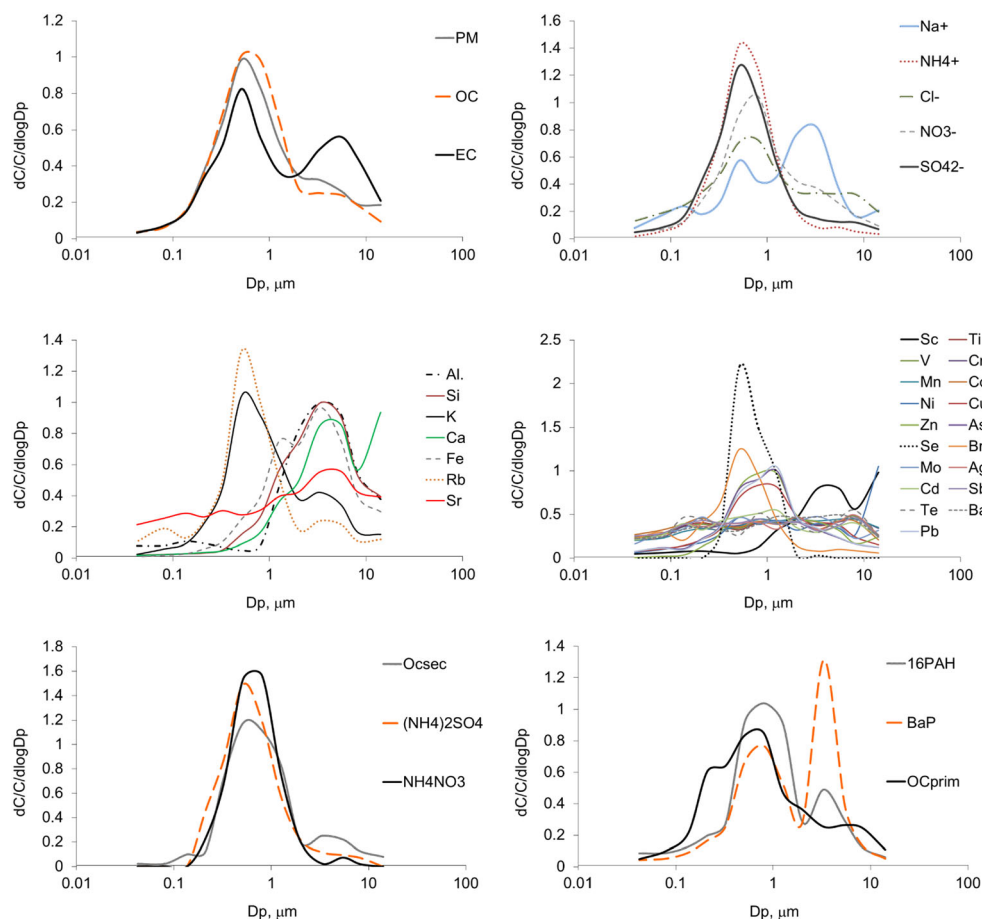 dC/C/dlogDp
1.2
1
0.8
0.6
0.4
0.2
0
0.01 0.1 1 10 100
Dp, μm
PM
OC
EC
dC/C/dlogDp
1.6
1.4
1.2
1
0.8
0.6
0.4
0.2
0
0.01 0.1 1 10 100
Dp, μm
Na+
NH4+
Cl-
NO3-
SO42-
dC/C/dlogDp
1.4
1.2
1
0.8
0.6
0.4
0.2
0
0.01 0.1 1 10 100
Dp, μm
Al.
Si
K
Ca
Fe
Rb
Sr
dC/C/dlogDp
2.5
2
1.5
1
0.5
0
0.01 0.1 1 10 100
Dp, μm
Sc Ti
V Cr
Mn Co
Ni Cu
Zn As
Se Br
Mo Ag
Cd Sb
Te Ba
Pb
dC/C/dlogDp
1.8
1.6
1.4
1.2
1
0.8
0.6
0.4
0.2
0
0.01 0.1 1 10 100
Dp, μm
Ocsec
(NH4)2SO4
NH4NO3
dC/C/dlogDp
1.4
1.2
1
0.8
0.6
0.4
0.2
0
0.01 0.1 1 10 100
Dp, μm
16PAH
BaP
OCprim